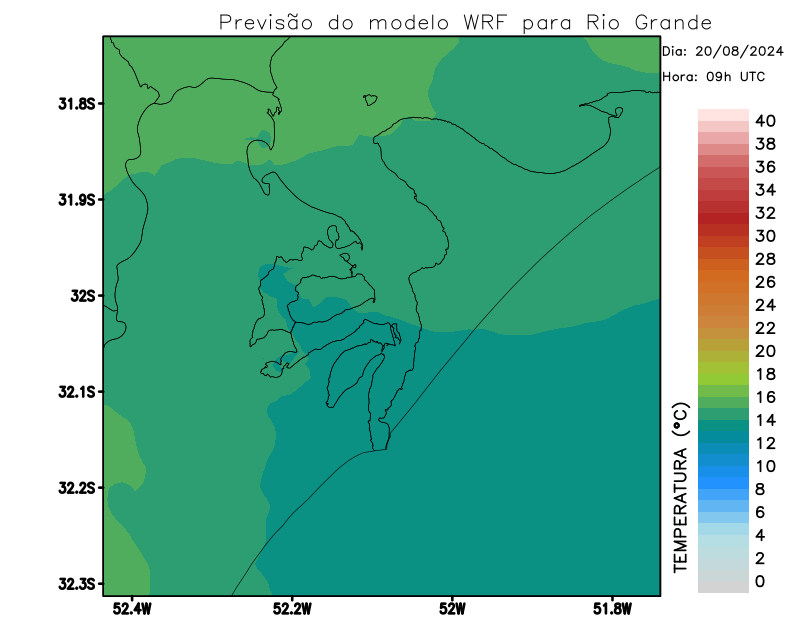 Previsão do modelo WRF para Rio Grande
Dia: 20/08/2024
Hora: 09h UTC
31.8S
31.9S
32S
32.1S
32.2S
32.3S
52.4W
52.2W
52W
51.8W
TEMPERATURA (°C)
40
38
36
34
32
30
28
26
24
22
20
18
16
14
12
10
8
6
4
2
0